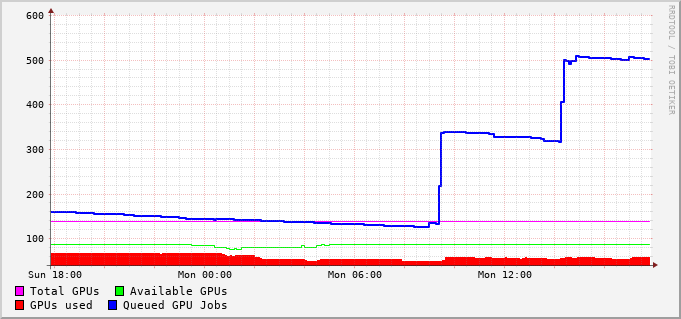 600
500
400
300
200
100
Sun 18:00 Mon 00:00 Mon 06:00 Mon 12:00
Total GPUs Available GPUs
GPUs used Queued GPU Jobs
RRDTOOL / TOBI OETIKER